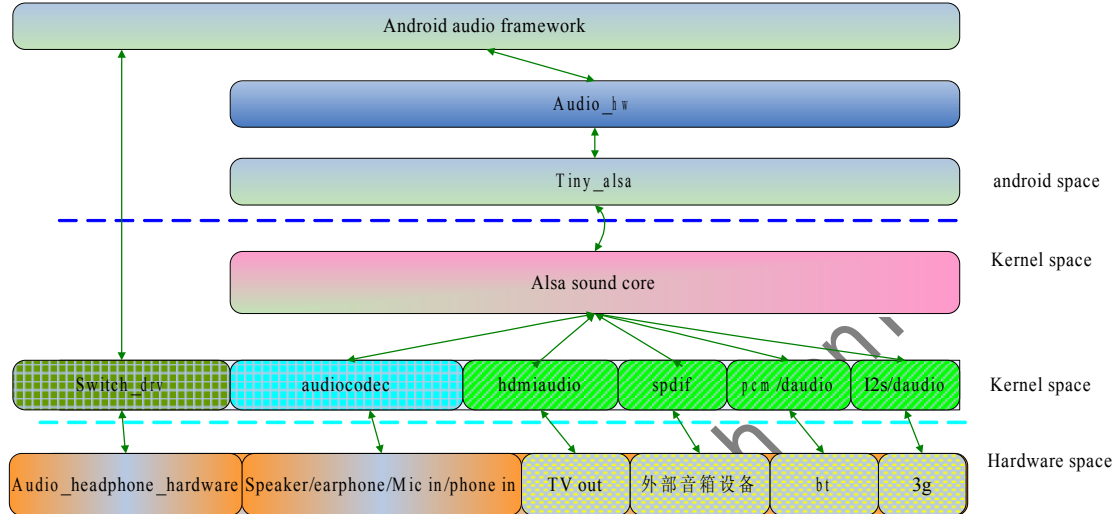 Android audio framework
Audio_hw
Tiny_alsa
android space
Kernel space
Alsa sound core
Switch_drv
audiocodec
hdmiaudio
spdif
pcm/daudio
I2s/daudio
Kernel space
Hardware space
Audio_headphone_hardware
Speaker/earphone/Mic in/phone in
TV out
外部音箱设备
bt
3g